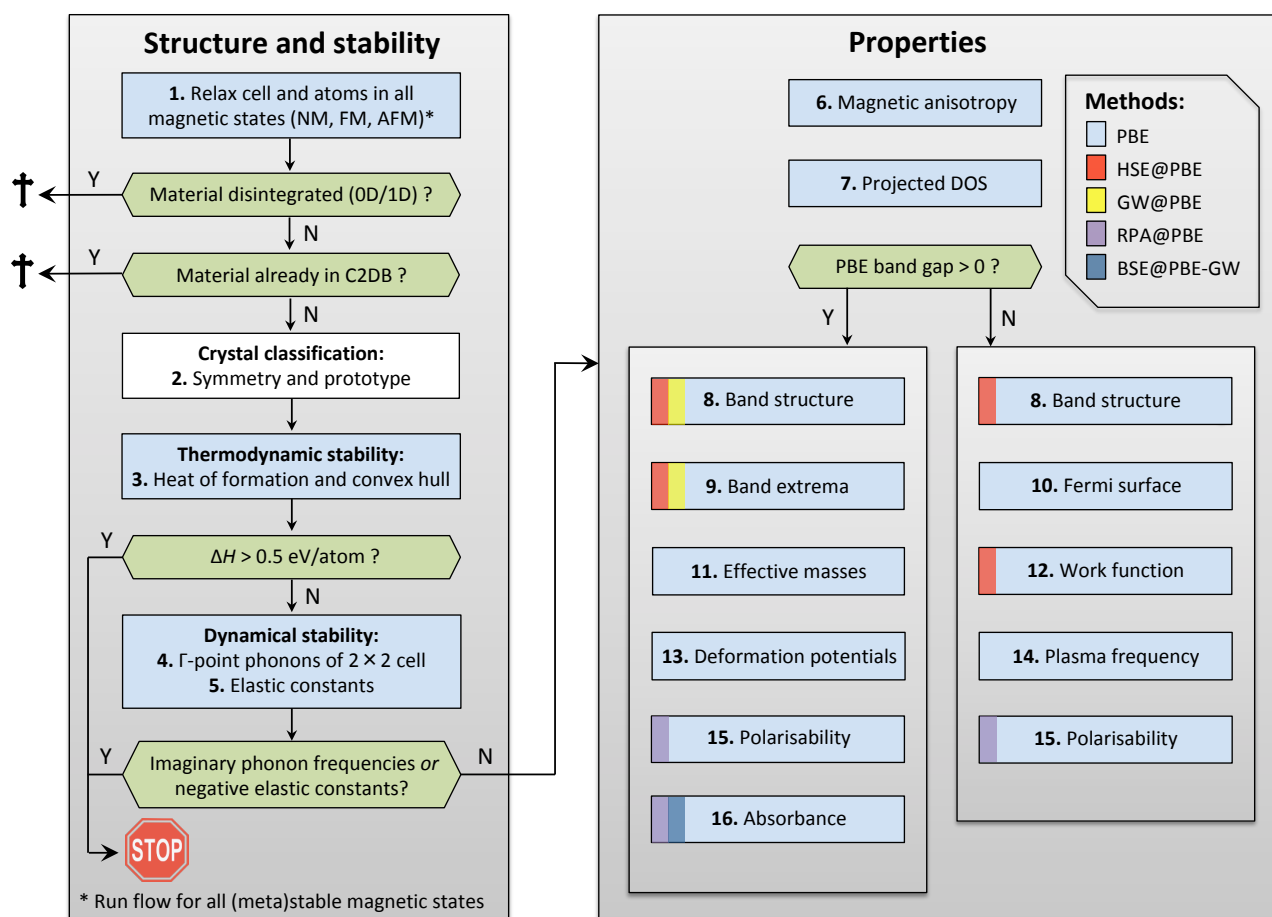 Structure and stability
1. Relax cell and atoms in all
magnetic states (NM, FM, AFM)*
Y
Material disintegrated (0D/1D) ?
N
Y
Material already in C2DB ?
N
Crystal classification:
2. Symmetry and prototype
Thermodynamic stability:
3. Heat of formation and convex hull
Y
ΔH > 0.5 eV/atom ?
N
Dynamical stability:
4. Γ-point phonons of 2 × 2 cell
5. Elastic constants
Y
Imaginary phonon frequencies or
negative elastic constants?
N
STOP
* Run flow for all (meta)stable magnetic states
Properties
6. Magnetic anisotropy
7. Projected DOS
PBE band gap > 0 ?
Y
N
Methods:
PBE
HSE@PBE
GW@PBE
RPA@PBE
BSE@PBE-GW
8. Band structure
9. Band extrema
11. Effective masses
13. Deformation potentials
15. Polarisability
16. Absorbance
8. Band structure
10. Fermi surface
12. Work function
14. Plasma frequency
15. Polarisability